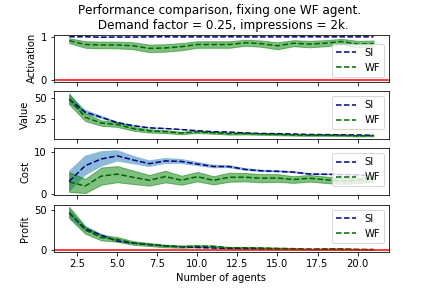 Performance comparison, fixing one WF agent.
Demand factor = 0.25, impressions = 2k.
Activation
1
0
SI
WF
Value
50
25
SI
WF
Cost
10
0
SI
WF
Profit
50
0
SI
WF
2.5 5.0 7.5 10.0 12.5 15.0 17.5 20.0
Number of agents